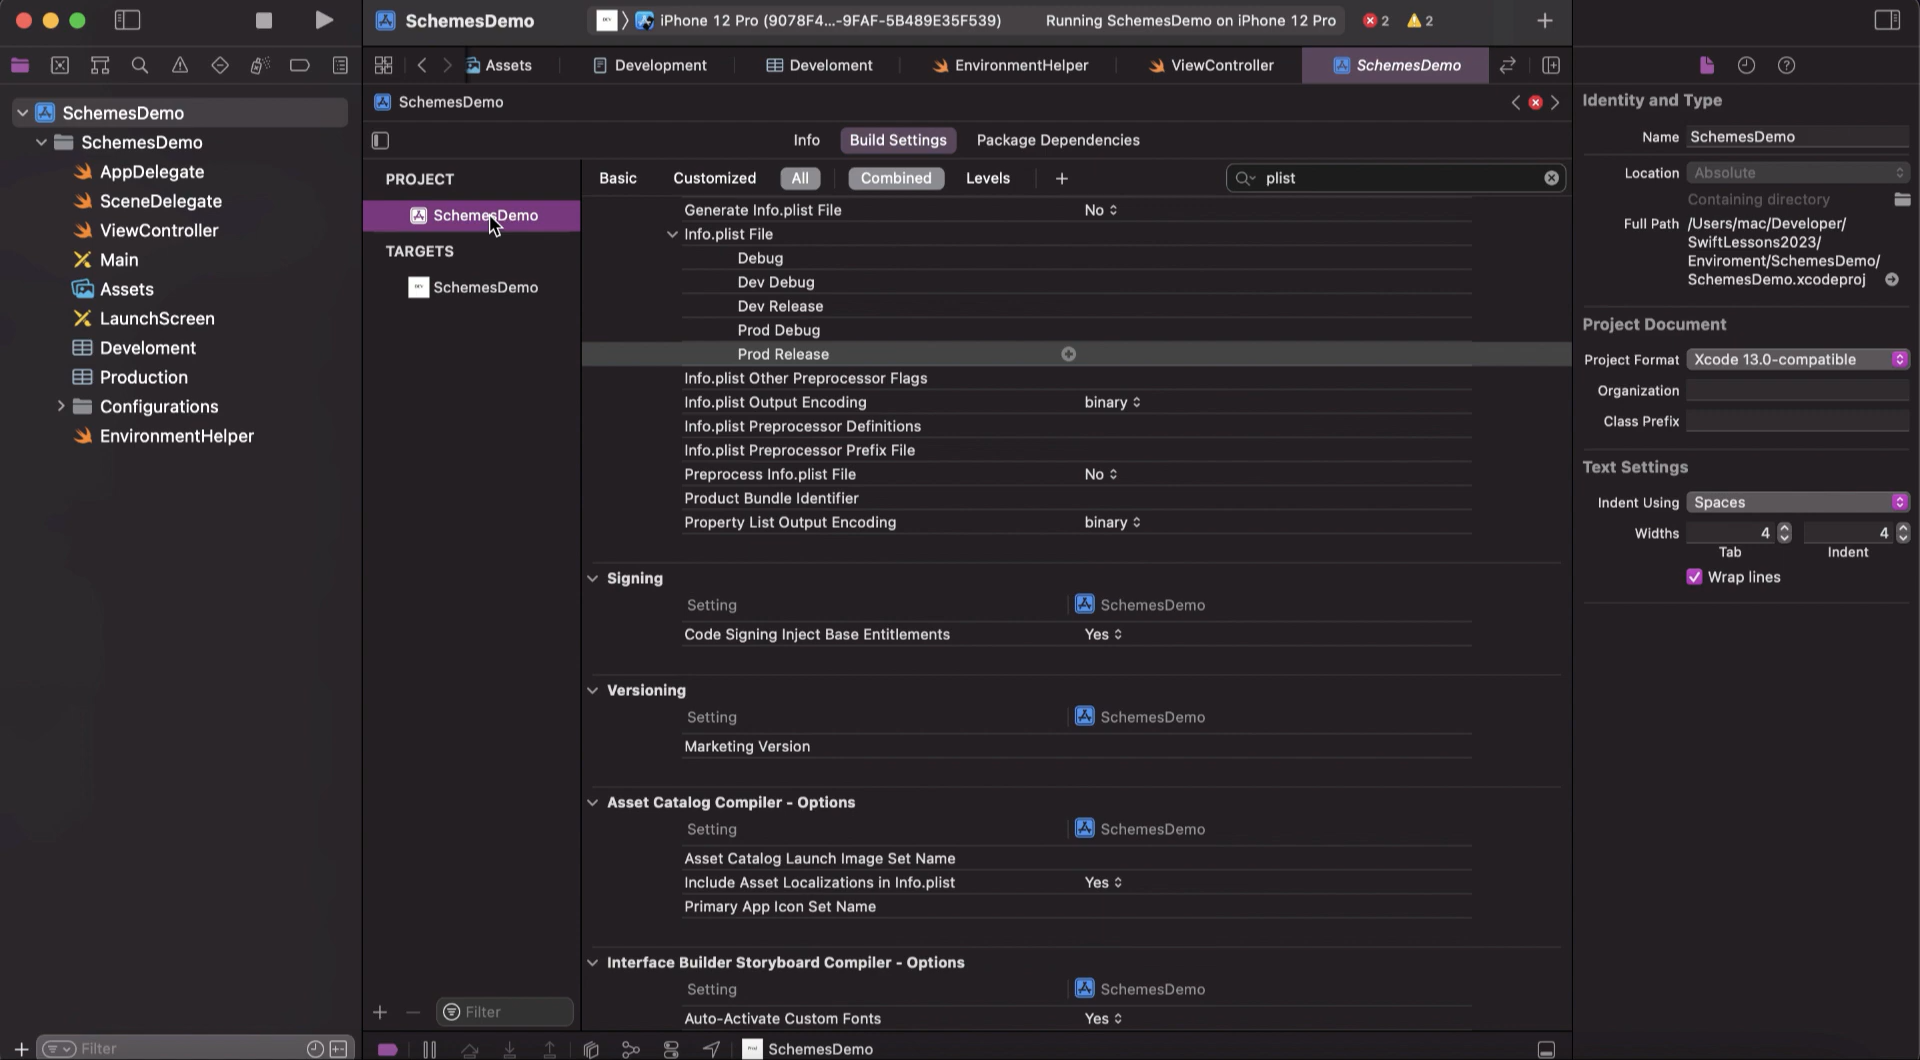 SchemesDemo
iPhone 12 Pro (9078F4...-9FAF-5B489E35F539)
Running SchemesDemo on iPhone 12 Pro
2
2
Assets
Development
Develoment
EnvironmentHelper
ViewController
SchemesDemo
SchemesDemo
SchemesDemo
AppDelegate
SceneDelegate
ViewController
Main
Assets
LaunchScreen
Develoment
Production
Configurations
EnvironmentHelper
Filter
SchemesDemo
Info
Build Settings
Package Dependencies
PROJECT
SchemesDemo
TARGETS
SchemesDemo
Filter
Basic
Customized
All
Combined
Levels
plist
Generate Info.plist File No
Info.plist File
Debug
Dev Debug
Dev Release
Prod Debug
Prod Release
Info.plist Other Preprocessor Flags
Info.plist Output Encoding binary
Info.plist Preprocessor Definitions
Info.plist Preprocessor Prefix File
Preprocess Info.plist File No
Product Bundle Identifier
Property List Output Encoding binary
Signing
Setting SchemesDemo
Code Signing Inject Base Entitlements Yes
Versioning
Setting SchemesDemo
Marketing Version
Asset Catalog Compiler - Options
Setting SchemesDemo
Asset Catalog Launch Image Set Name
Include Asset Localizations in Info.plist Yes
Primary App Icon Set Name
Interface Builder Storyboard Compiler - Options
Setting SchemesDemo
Auto-Activate Custom Fonts Yes
SchemesDemo
Identity and Type
Name SchemesDemo
Location Absolute
Containing directory
Full Path /Users/mac/Developer/
SwiftLessons2023/
Enviroment/SchemesDemo/
SchemesDemo.xcodeproj
Project Document
Project Format Xcode 13.0-compatible
Organization
Class Prefix
Text Settings
Indent Using Spaces
Widths 4 4
Tab Indent
Wrap lines